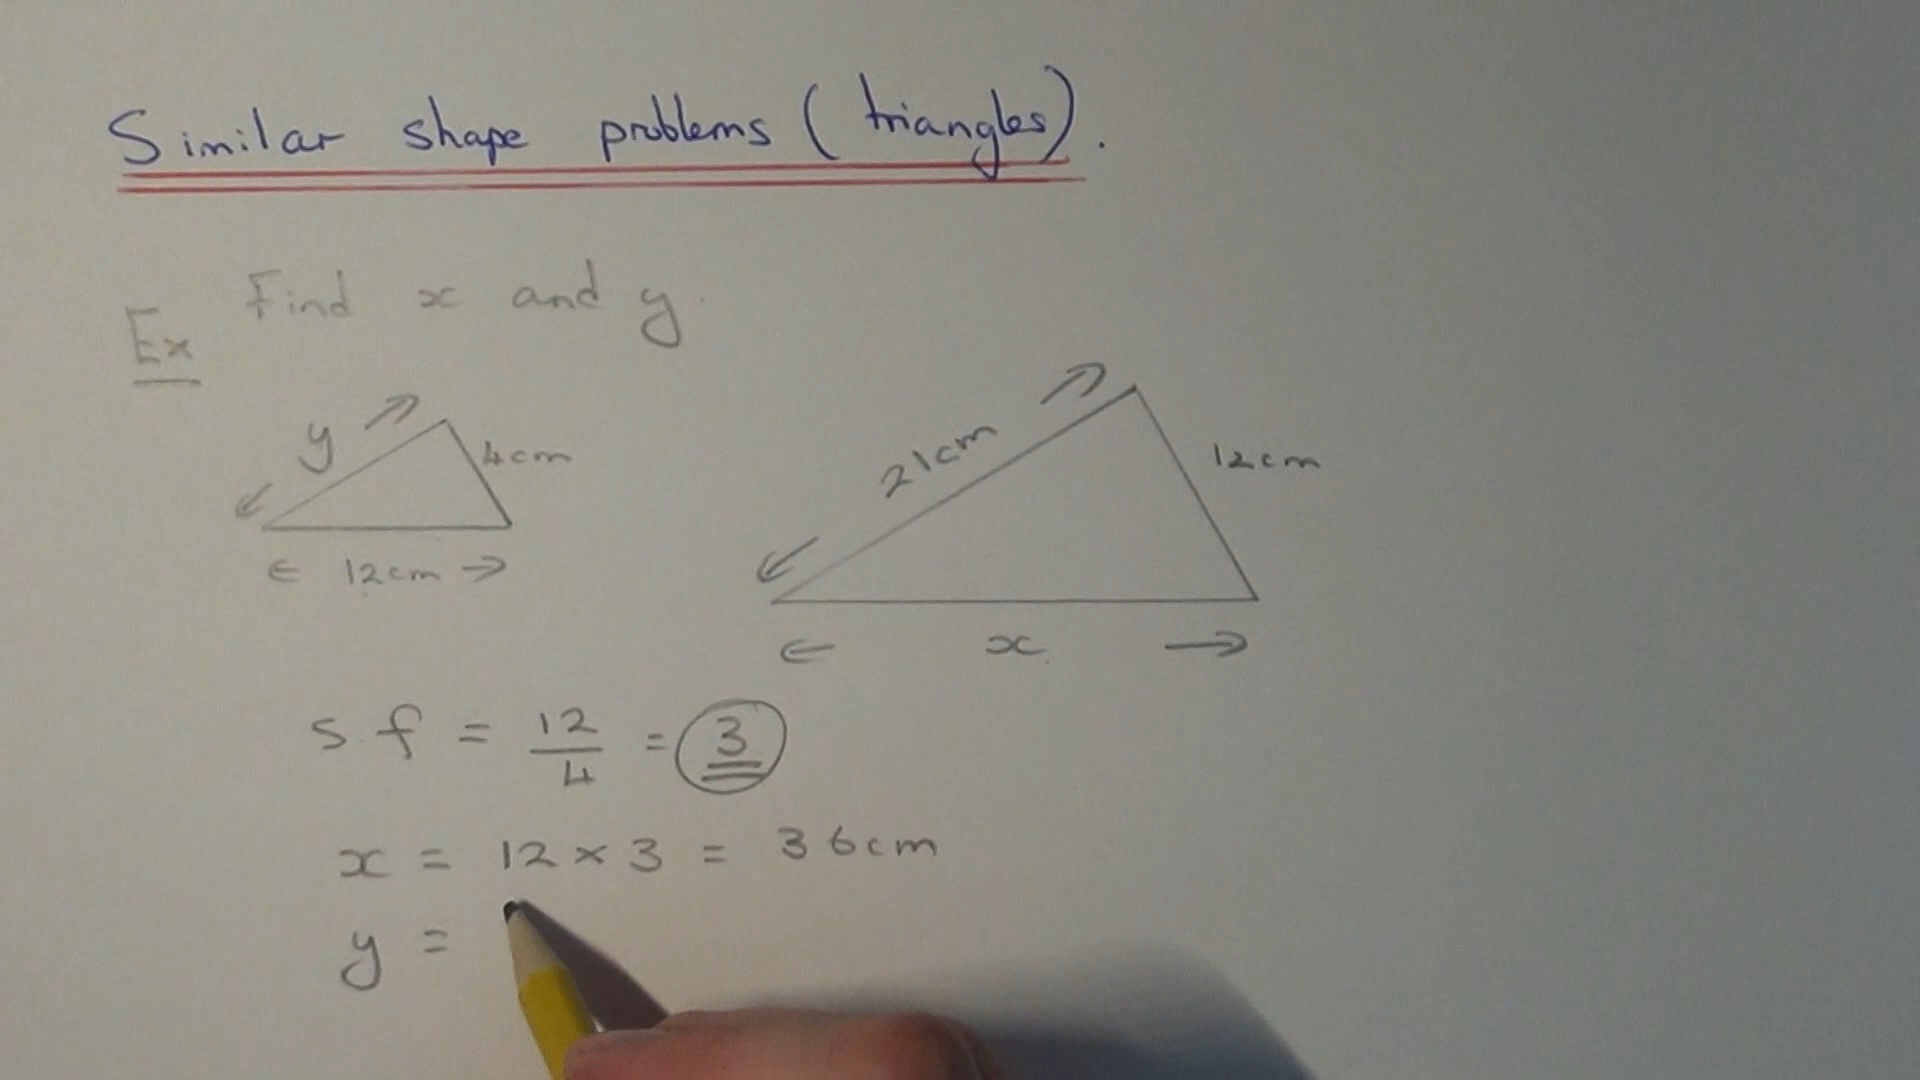 Similar shape problems (triangles).
Find x and y.
Ex
y
4cm
12cm
21cm
12cm
x
s.f = 12/4 = 3
x = 12 × 3 = 36cm
y =